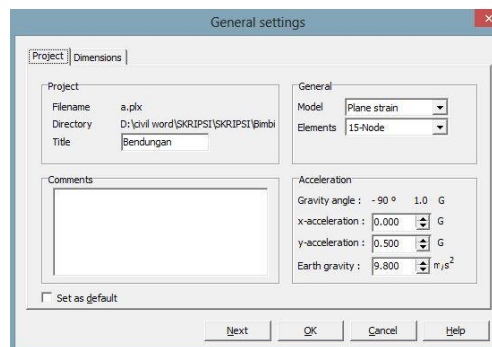 General settings
Project Dimensions
Project
Filename a.plx
Directory D:\civil word\SKRIPSI\SKRIPSI\Bimbi
Title Bendungan
General
Model Plane strain
Elements 15-Node
Comments
Acceleration
Gravity angle : - 90 ° 1.0 G
x-acceleration : 0.000 G
y-acceleration : 0.500 G
Earth gravity : 9.800 m/s²
Set as default
Next OK Cancel Help